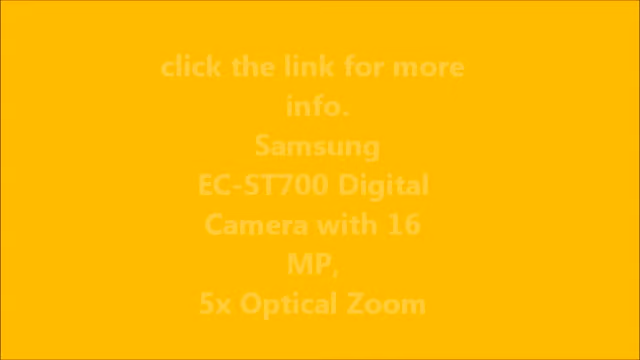 click the link for more
info.
Samsung
EC-ST700 Digital
Camera with 16
MP,
5x Optical Zoom